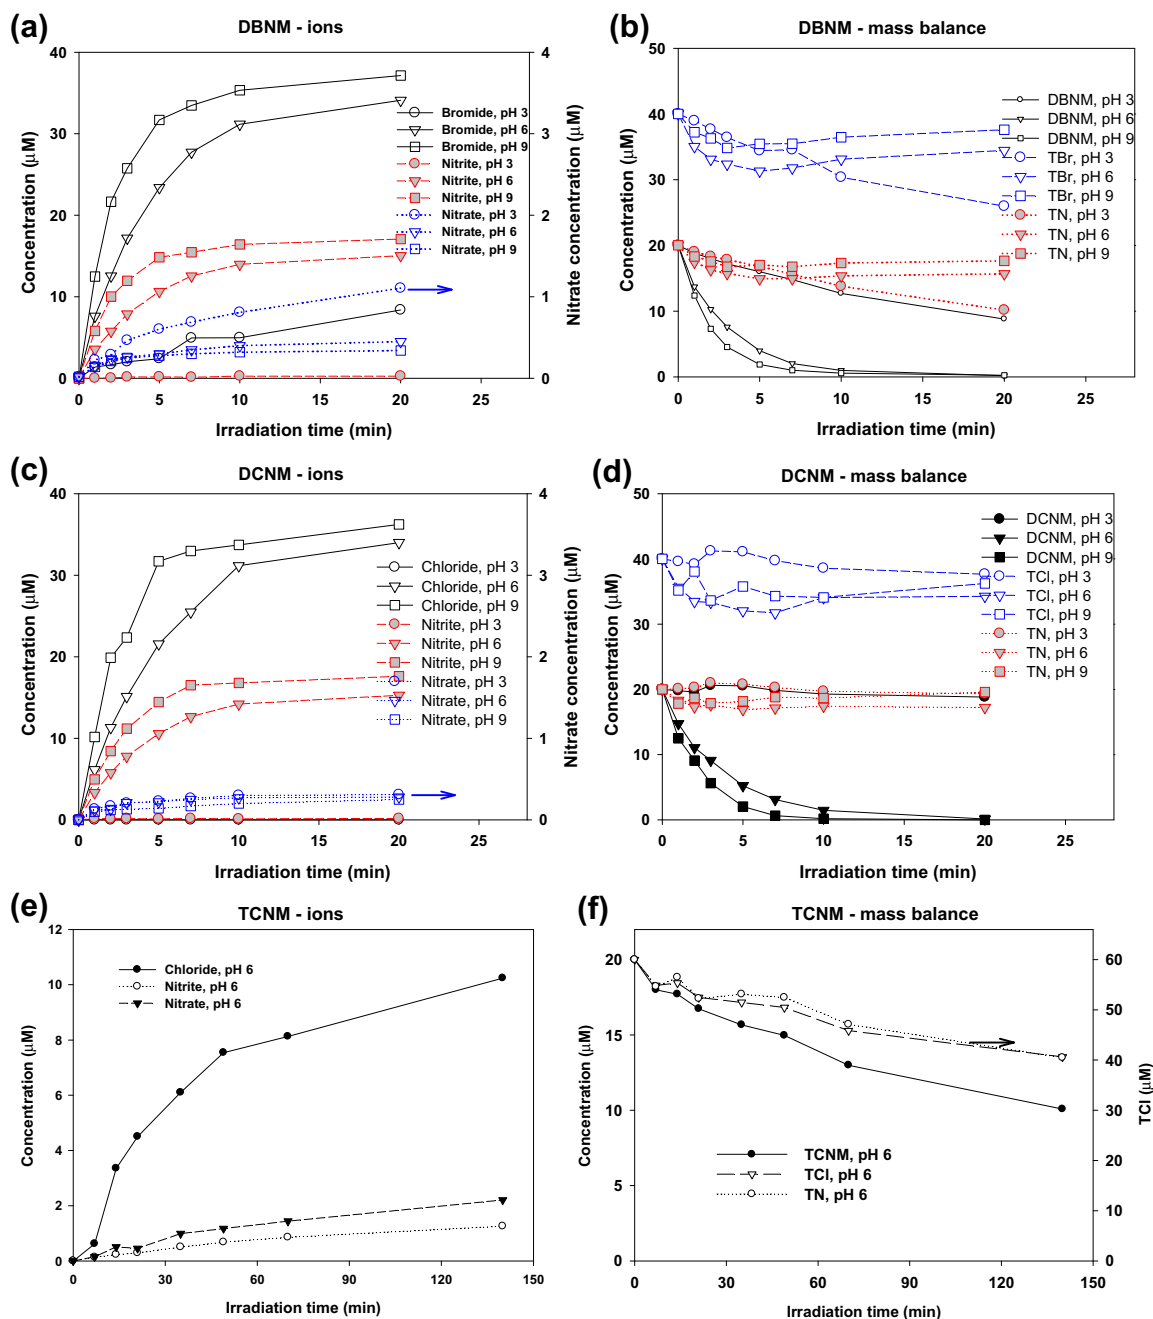 (a)
DBNM - ions
40
30
20
10
0
Concentration (µM)
4
3
2
1
0
Nitrate concentration (µM)
Bromide, pH 3
Bromide, pH 6
Bromide, pH 9
Nitrite, pH 3
Nitrite, pH 6
Nitrite, pH 9
Nitrate, pH 3
Nitrate, pH 6
Nitrate, pH 9
0 5 10 15 20 25
Irradiation time (min)
(b)
DBNM - mass balance
50
40
30
20
10
0
Concentration (µM)
DBNM, pH 3
DBNM, pH 6
DBNM, pH 9
TBr, pH 3
TBr, pH 6
TBr, pH 9
TN, pH 3
TN, pH 6
TN, pH 9
0 5 10 15 20 25
Irradiation time (min)
(c)
DCNM - ions
40
30
20
10
0
Concentration (µM)
4
3
2
1
0
Nitrate concentration (µM)
Chloride, pH 3
Chloride, pH 6
Chloride, pH 9
Nitrite, pH 3
Nitrite, pH 6
Nitrite, pH 9
Nitrate, pH 3
Nitrate, pH 6
Nitrate, pH 9
0 5 10 15 20 25
Irradiation time (min)
(d)
DCNM - mass balance
50
40
30
20
10
0
Concentration (µM)
DCNM, pH 3
DCNM, pH 6
DCNM, pH 9
TCl, pH 3
TCl, pH 6
TCl, pH 9
TN, pH 3
TN, pH 6
TN, pH 9
0 5 10 15 20 25
Irradiation time (min)
(e)
TCNM - ions
12
10
8
6
4
2
0
Concentration (µM)
Chloride, pH 6
Nitrite, pH 6
Nitrate, pH 6
0 30 60 90 120 150
Irradiation time (min)
(f)
TCNM - mass balance
20
15
10
5
0
Concentration (µM)
60
50
40
30
20
10
0
TCl (µM)
TCNM, pH 6
TCl, pH 6
TN, pH 6
0 30 60 90 120 150
Irradiation time (min)